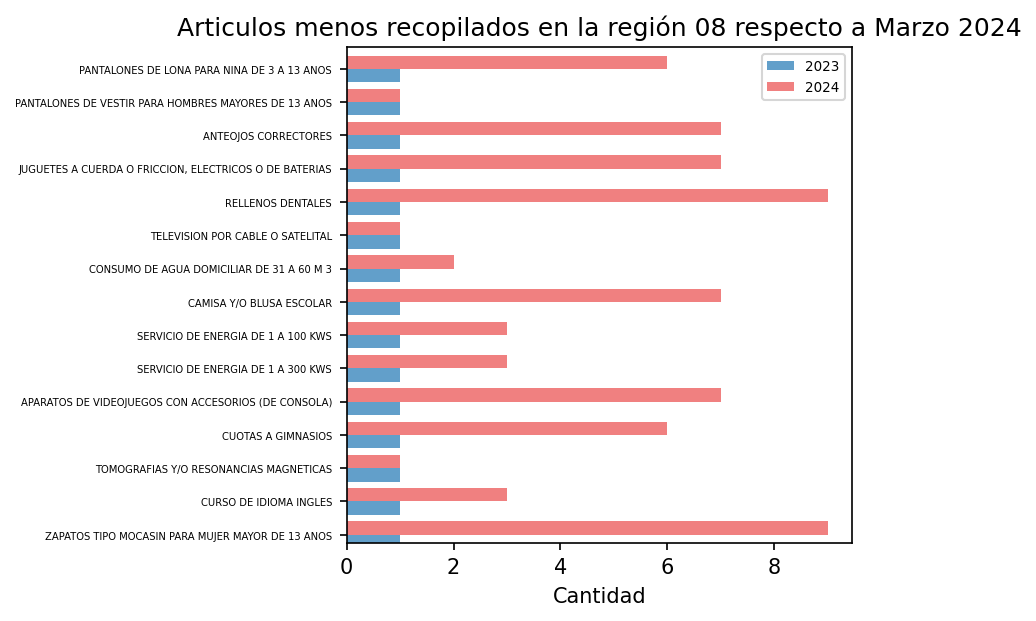 Articulos menos recopilados en la región 08 respecto a Marzo 2024
2023
2024
PANTALONES DE LONA PARA NINA DE 3 A 13 ANOS
PANTALONES DE VESTIR PARA HOMBRES MAYORES DE 13 ANOS
ANTEOJOS CORRECTORES
JUGUETES A CUERDA O FRICCION, ELECTRICOS O DE BATERIAS
RELLENOS DENTALES
TELEVISION POR CABLE O SATELITAL
CONSUMO DE AGUA DOMICILIAR DE 31 A 60 M 3
CAMISA Y/O BLUSA ESCOLAR
SERVICIO DE ENERGIA DE 1 A 100 KWS
SERVICIO DE ENERGIA DE 1 A 300 KWS
APARATOS DE VIDEOJUEGOS CON ACCESORIOS (DE CONSOLA)
CUOTAS A GIMNASIOS
TOMOGRAFIAS Y/O RESONANCIAS MAGNETICAS
CURSO DE IDIOMA INGLES
ZAPATOS TIPO MOCASIN PARA MUJER MAYOR DE 13 ANOS
0 2 4 6 8
Cantidad